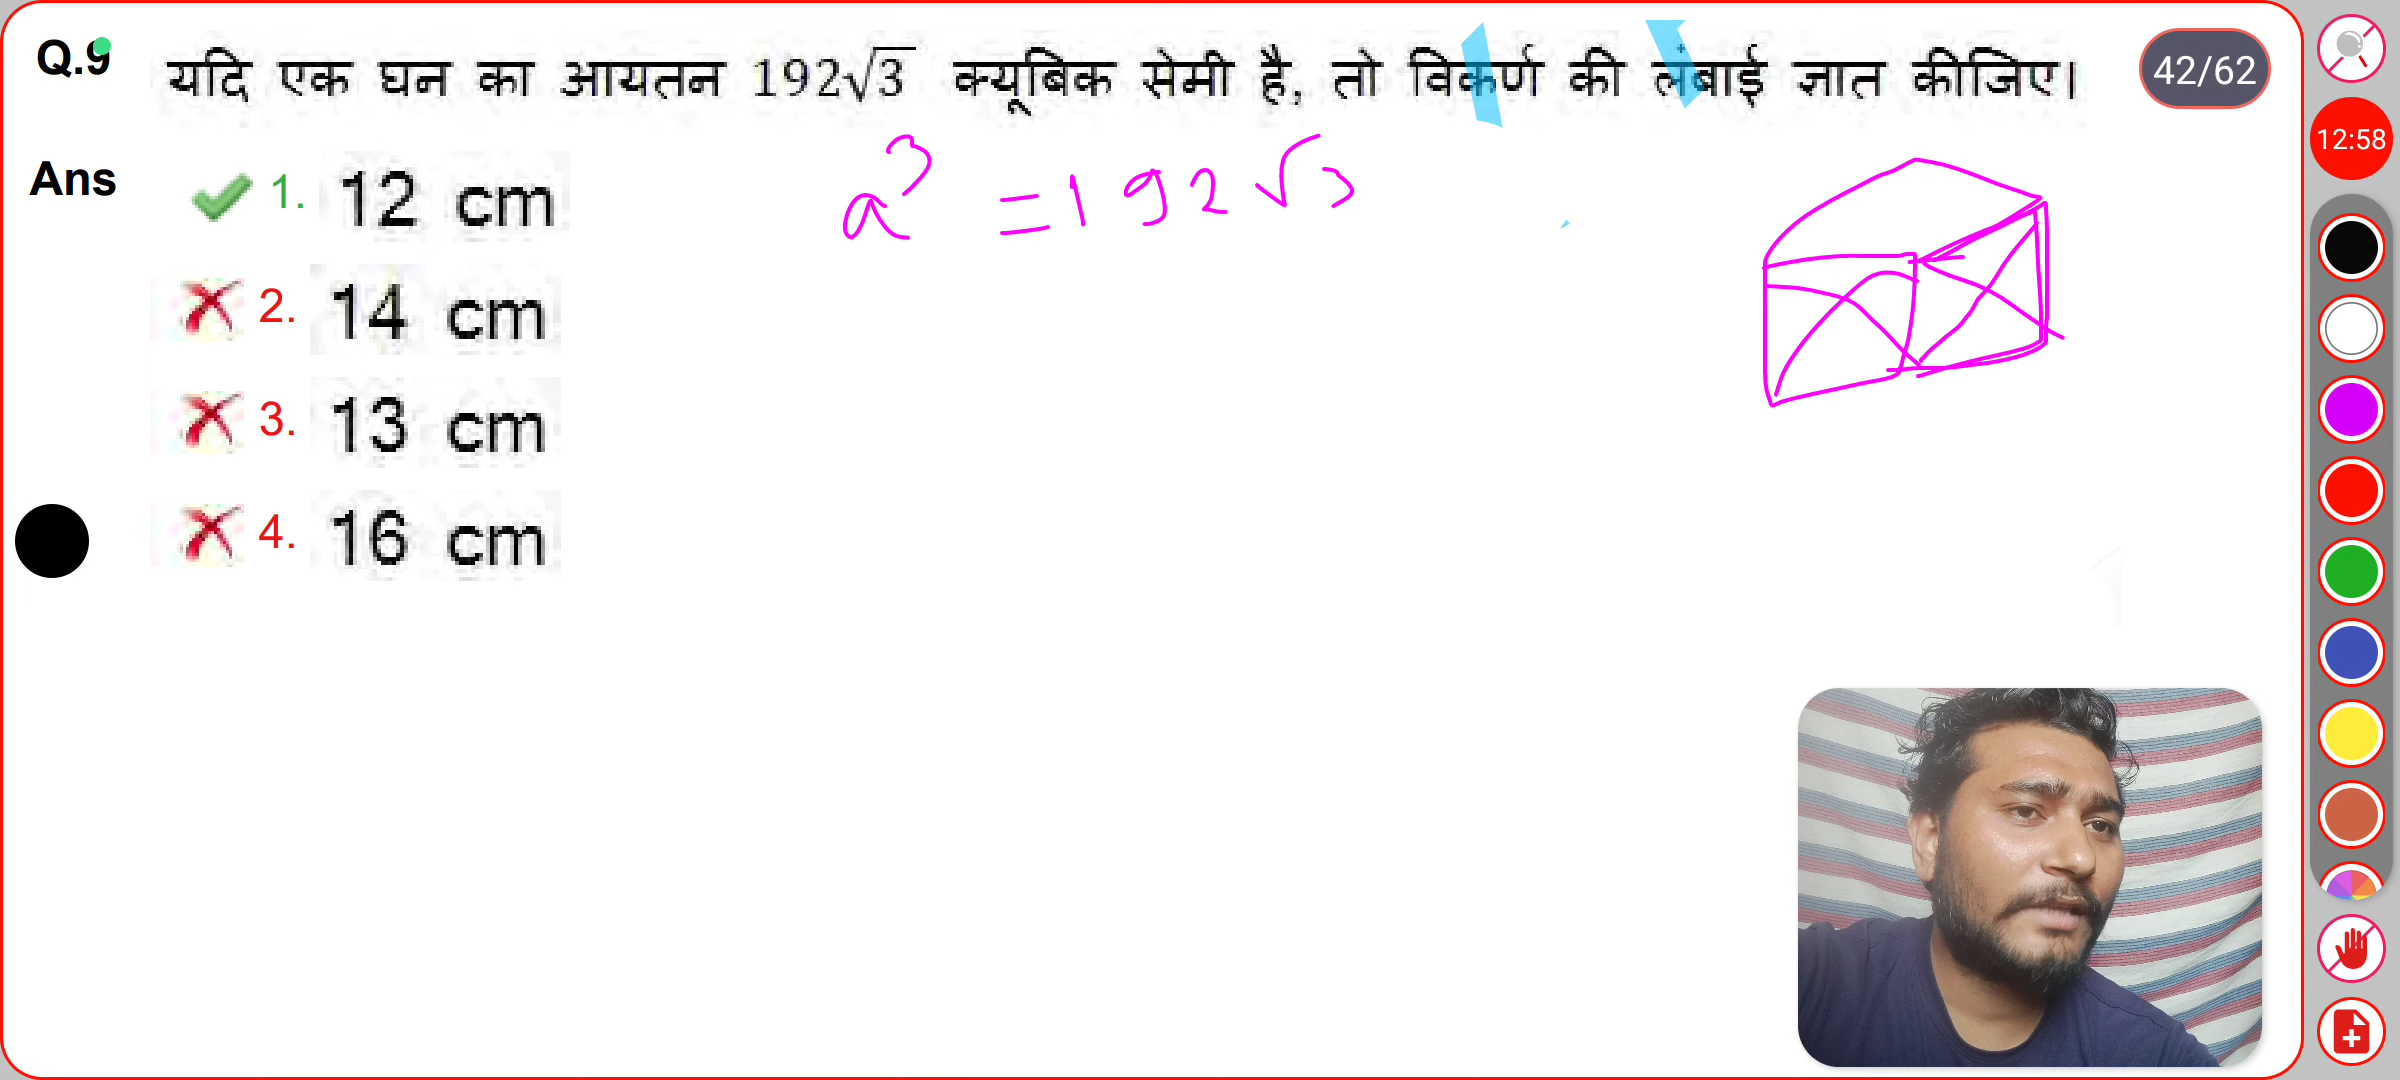 Q.9 यदि एक घन का आयतन 192√3 क्यूबिक सेमी है, तो विकर्ण की लंबाई ज्ञात कीजिए।
42/62
12:58
Ans 1. 12 cm
a³ = 192√3
2. 14 cm
3. 13 cm
4. 16 cm